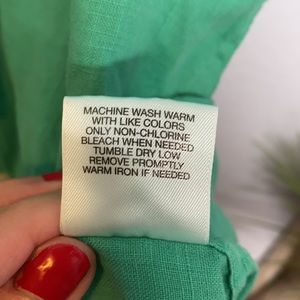 MACHINE WASH WARM
WITH LIKE COLORS
ONLY NON-CHLORINE
BLEACH WHEN NEEDED
TUMBLE DRY LOW
REMOVE PROMPTLY
WARM IRON IF NEEDED